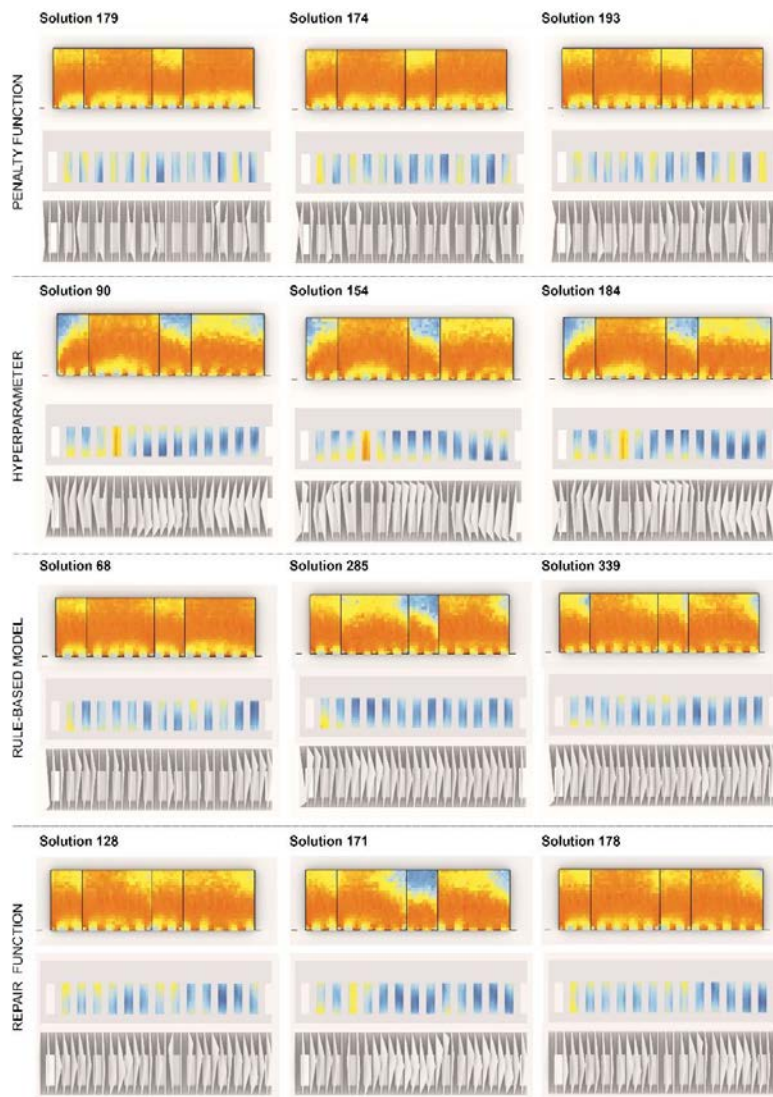 Solution 179
Solution 174
Solution 193
PENALTY FUNCTION
Solution 90
Solution 154
Solution 184
HYPERPARAMETER
Solution 68
Solution 285
Solution 339
RULE-BASED MODEL
Solution 128
Solution 171
Solution 178
REPAIR FUNCTION